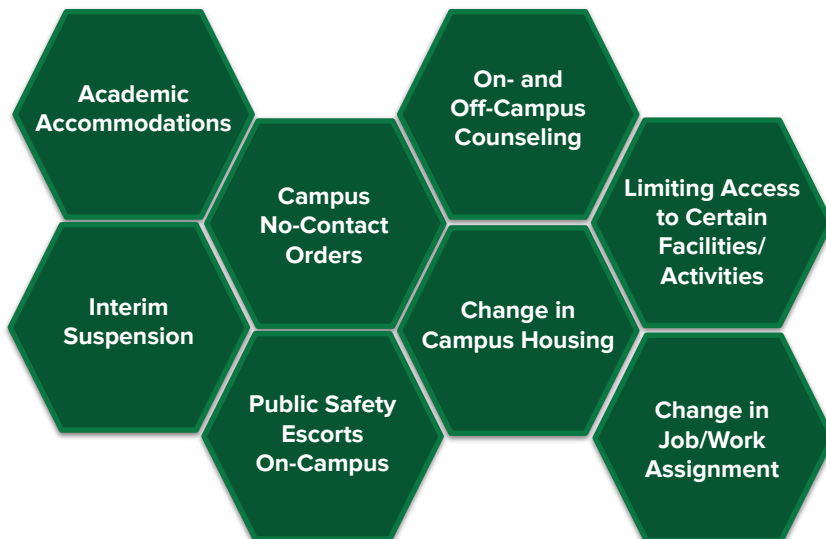 Academic
Accommodations
On- and
Off-Campus
Counseling
Campus
No-Contact
Orders
Limiting Access
to Certain
Facilities/
Activities
Interim
Suspension
Change in
Campus Housing
Public Safety
Escorts
On-Campus
Change in
Job/Work
Assignment